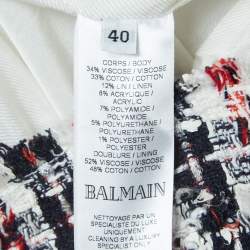 40
CORPS / BODY
34% VISCOSE / VISCOSE
33% COTON / COTTON
12% LIN / LINEN
8% ACRYLIQUE /
ACRYLIC
7% POLYAMIDE /
POLYAMIDE
5% POLYURETHANE /
POLYURETHANE
1% POLYESTER /
POLYESTER
DOUBLURE / LINING
52% VISCOSE / VISCOSE
48% COTON / COTTON
BALMAIN
NETTOYAGE PAR UN
SPECIALISTE DU LUXE
UNIQUEMENT
CLEANING BY A LUXURY
SPECIALIST